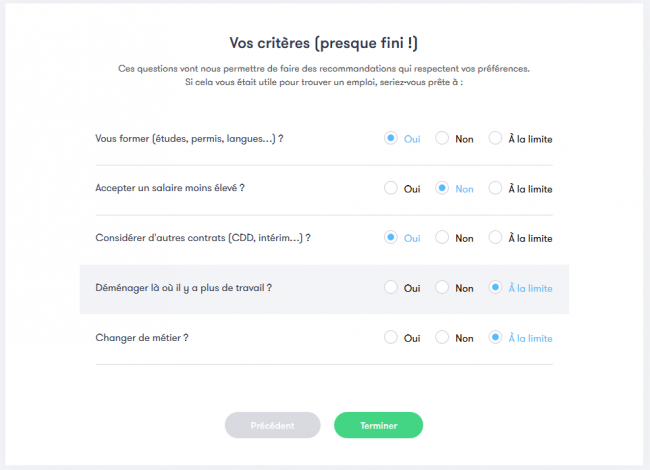 Vos critères (presque fini !)
Ces questions vont nous permettre de faire des recommandations qui respectent vos préférences.
Si cela vous était utile pour trouver un emploi, seriez-vous prête à :
Vous former (études, permis, langues...) ? Oui Non À la limite
Accepter un salaire moins élevé ? Oui Non À la limite
Considérer d'autres contrats (CDD, intérim...) ? Oui Non À la limite
Déménager là où il y a plus de travail ? Oui Non À la limite
Changer de métier ? Oui Non À la limite
Précédent Terminer